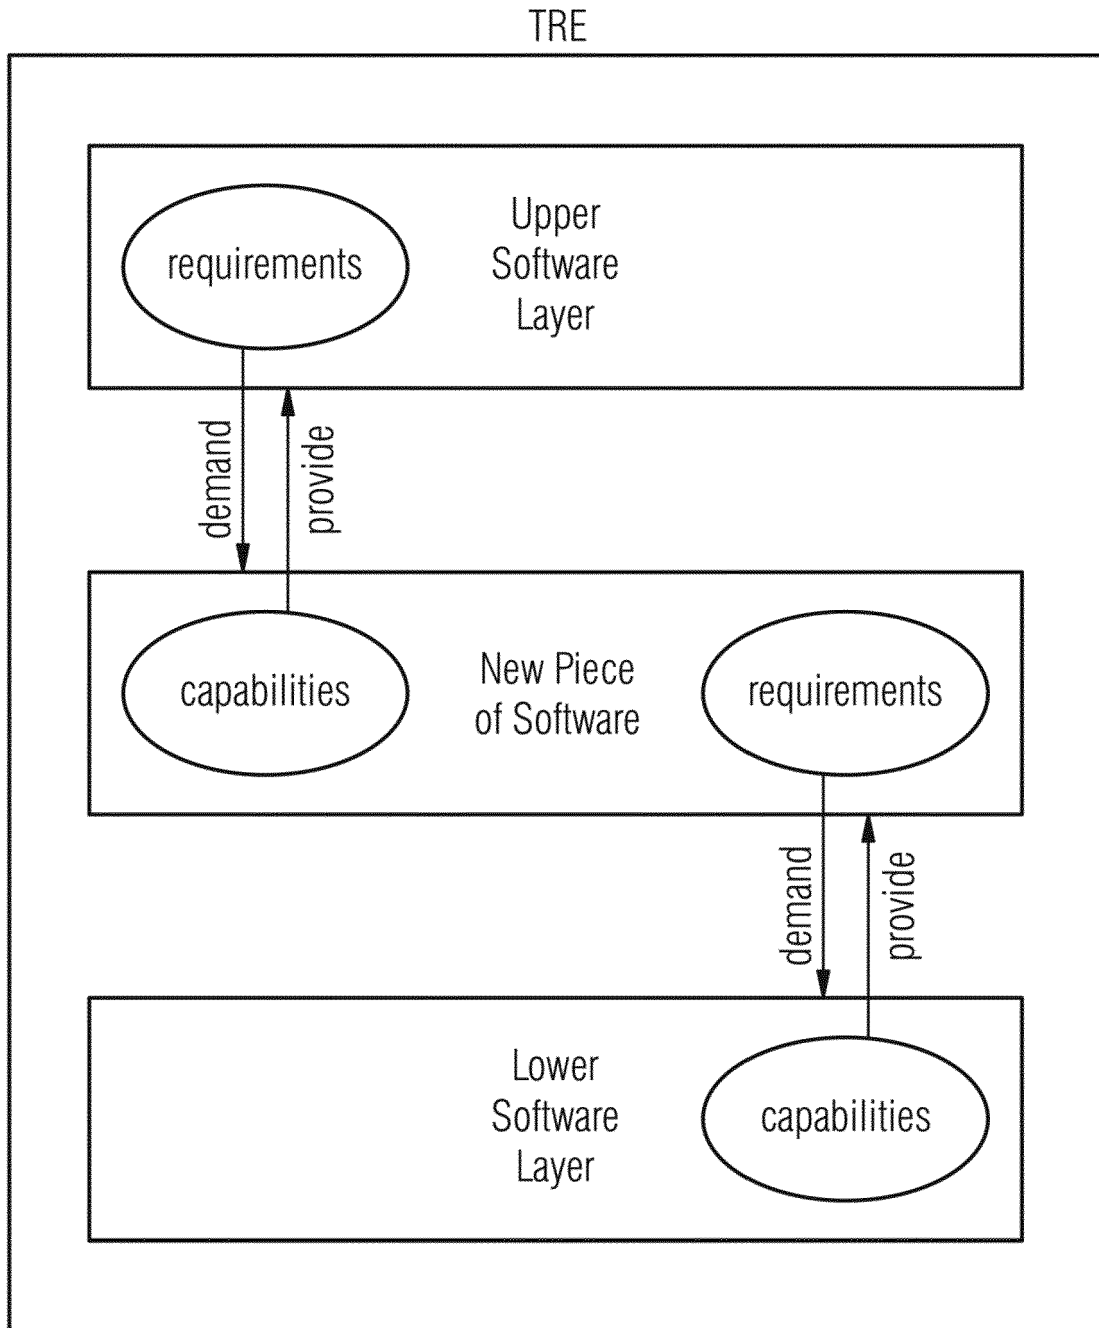 TRE
requirements
Upper
Software
Layer
demand
provide
capabilities
New Piece
of Software
requirements
demand
provide
Lower
Software
Layer
capabilities